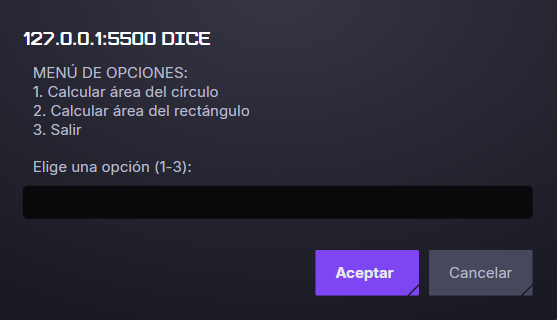 127.0.0.1:5500 DICE
MENÚ DE OPCIONES:
1. Calcular área del círculo
2. Calcular área del rectángulo
3. Salir
Elige una opción (1-3):
Aceptar
Cancelar